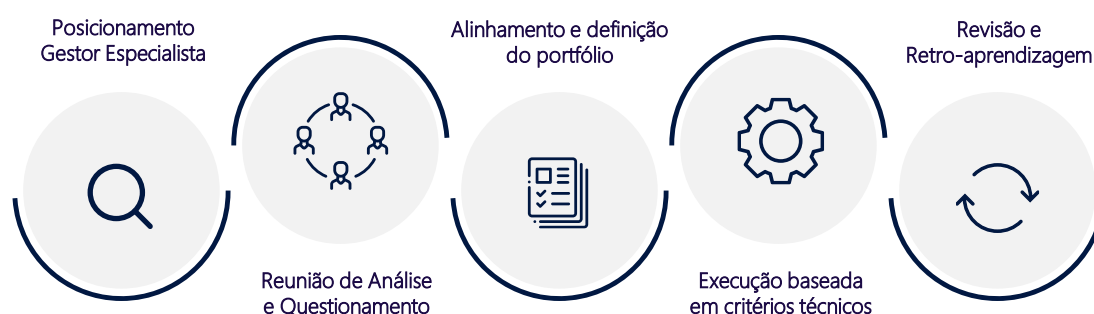 Posicionamento
Gestor Especialista
Reunião de Análise
e Questionamento
Alinhamento e definição
do portfólio
Execução baseada
em critérios técnicos
Revisão e
Retro-aprendizagem